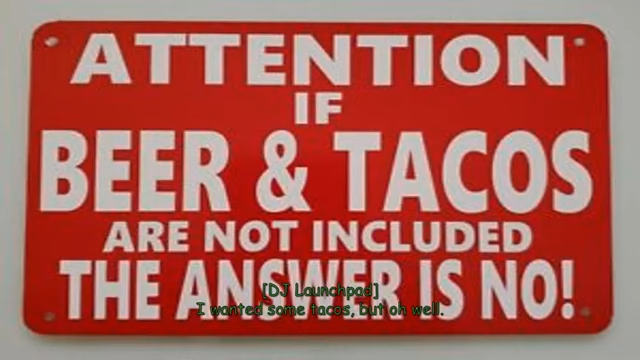 ATTENTION
IF
BEER & TACOS
ARE NOT INCLUDED
THE ANSWER IS NO!
[DJ Launchpad]
I wanted some tacos, but oh well.